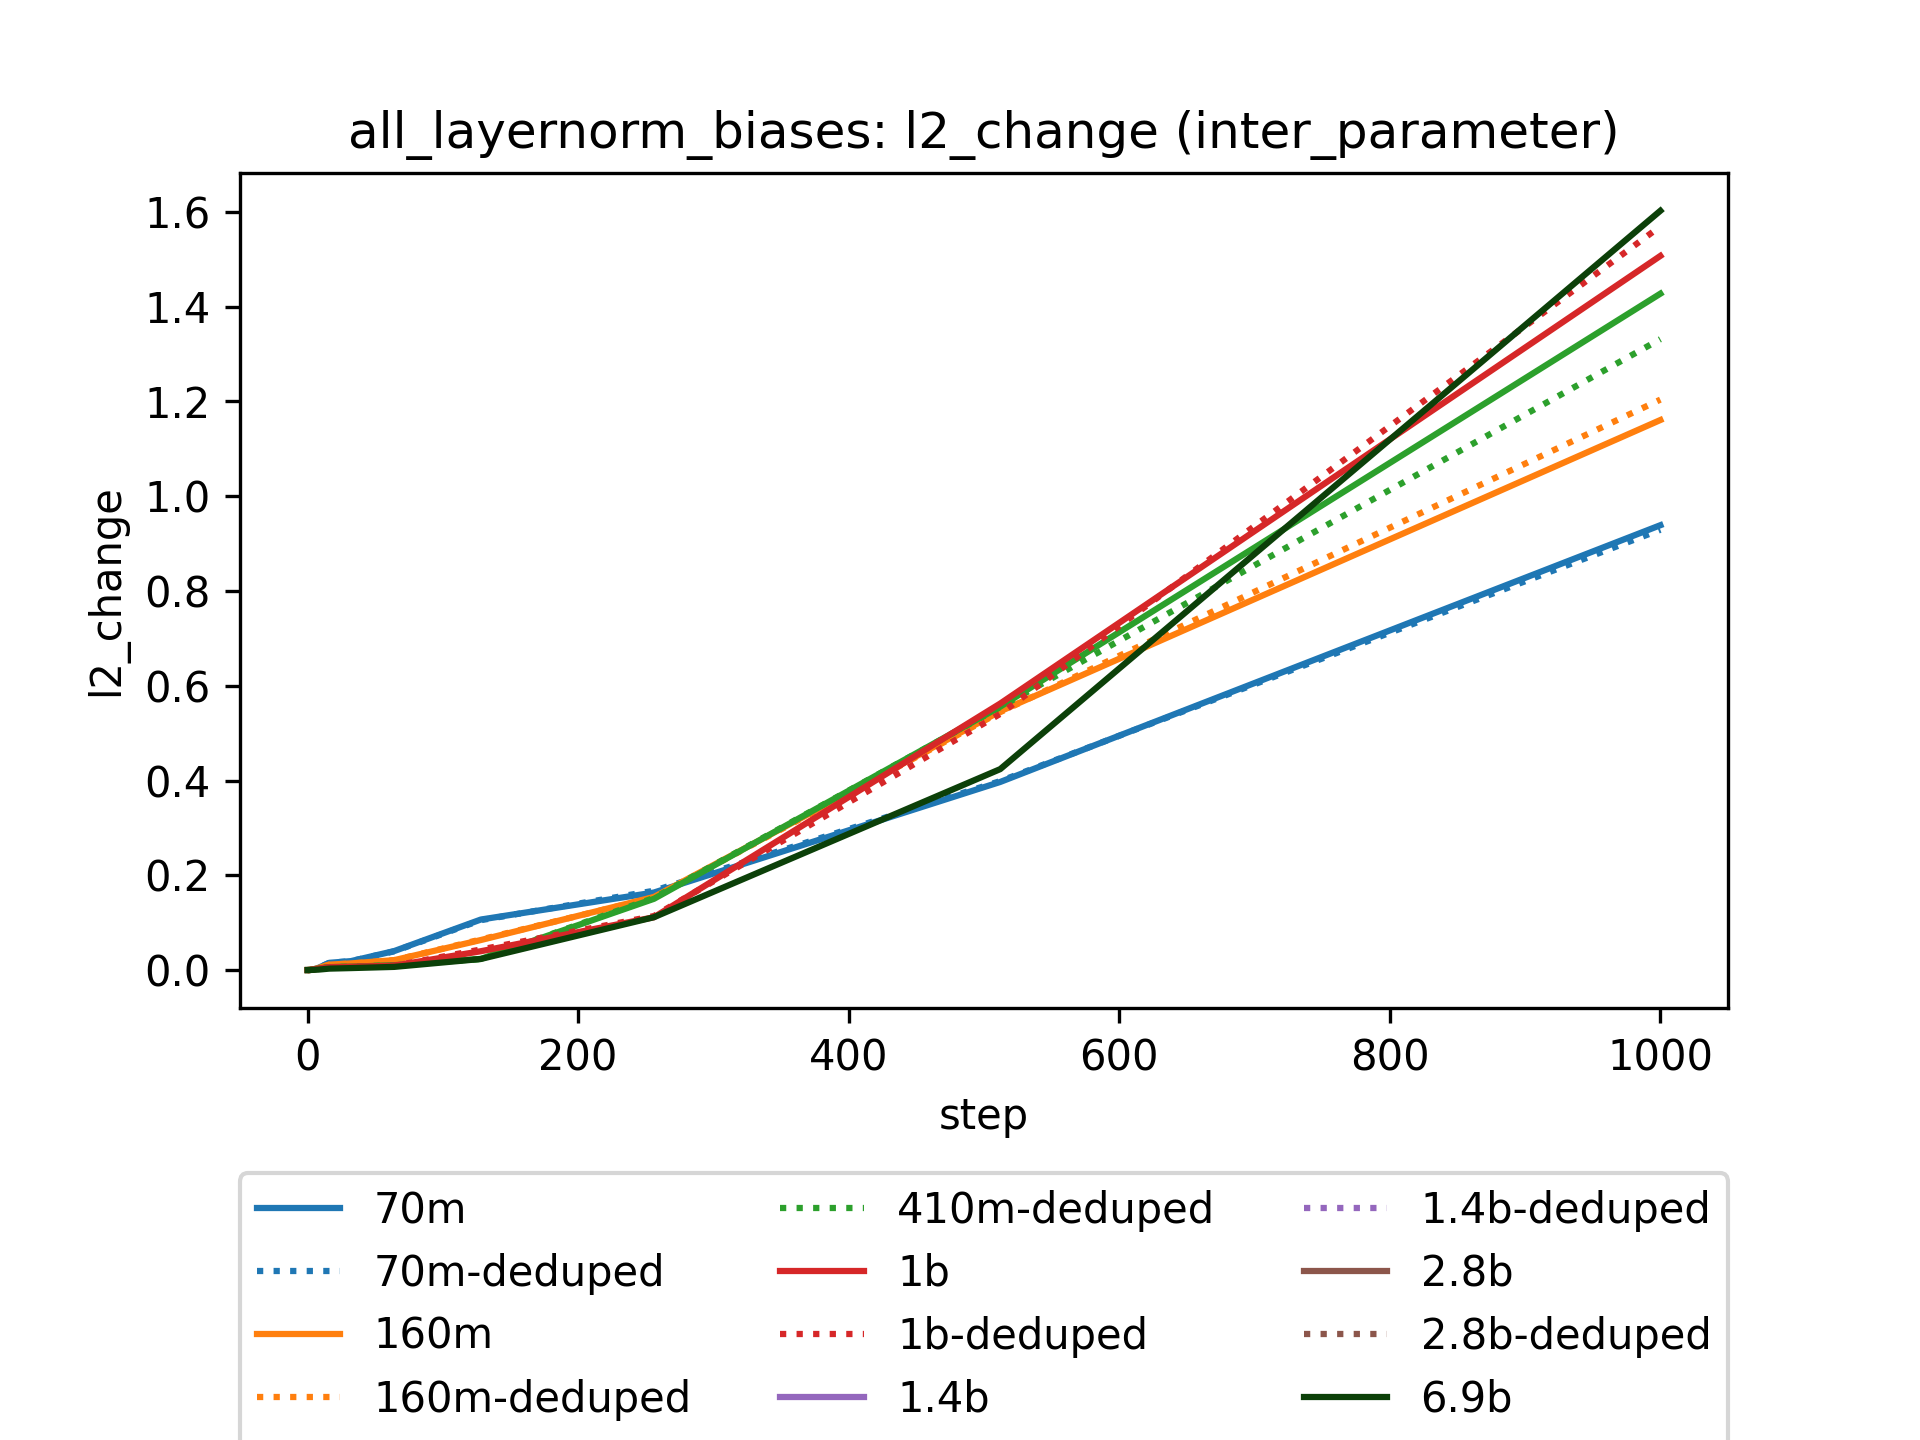 all_layernorm_biases: l2_change (inter_parameter)
l2_change
1.6
1.4
1.2
1.0
0.8
0.6
0.4
0.2
0.0
0 200 400 600 800 1000
step
70m
70m-deduped
160m
160m-deduped
410m-deduped
1b
1b-deduped
1.4b
1.4b-deduped
2.8b
2.8b-deduped
6.9b